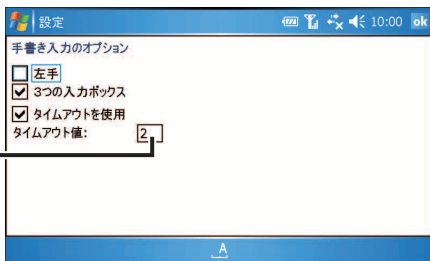 設定 10:00 ok
手書き入力のオプション
左手
3つの入力ボックス
タイムアウトを使用
タイムアウト値: 2
A